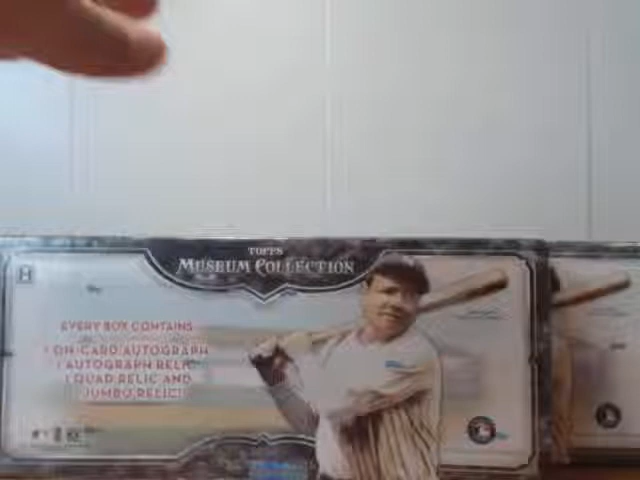 TOPPS
MUSEUM COLLECTION
H
EVERY BOX CONTAINS
1 ON-CARD AUTOGRAPH
1 AUTOGRAPH RELIC
1 QUAD RELIC AND
1 JUMBO RELIC!